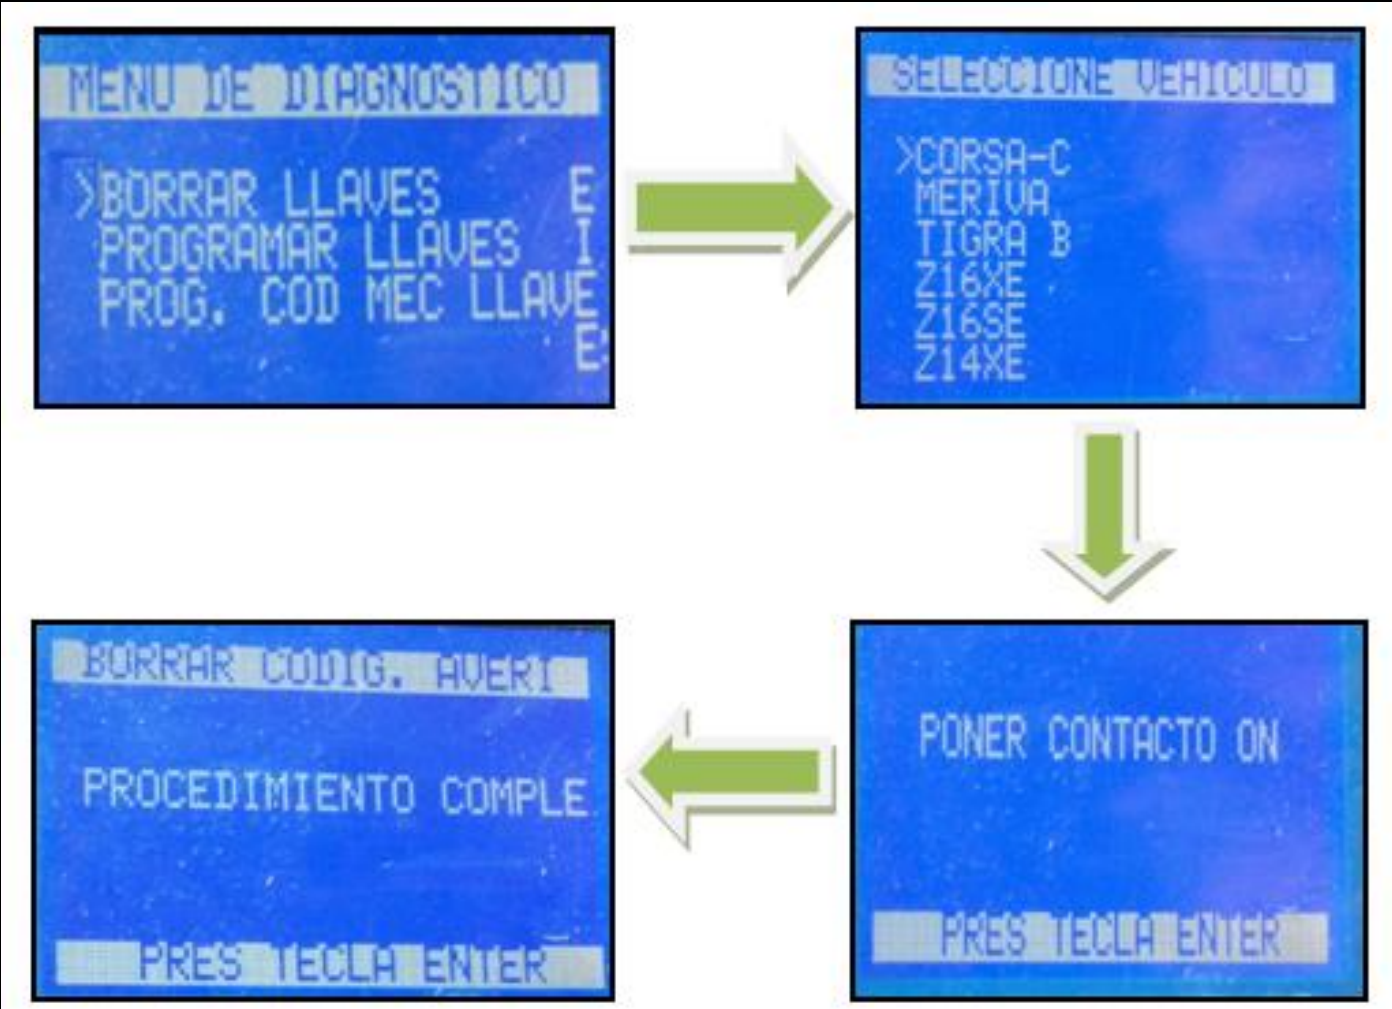 MENU DE DIAGNOSTICO
>BORRAR LLAVES E
PROGRAMAR LLAVES I
PROG. COD MEC LLAVE
E
SELECCIONE VEHICULO
>CORSA-C
MERIVA
TIGRA B
Z16XE
Z16SE
Z14XE
PONER CONTACTO ON
PRES TECLA ENTER
BORRAR CODIG. AVERI
PROCEDIMIENTO COMPLE
PRES TECLA ENTER